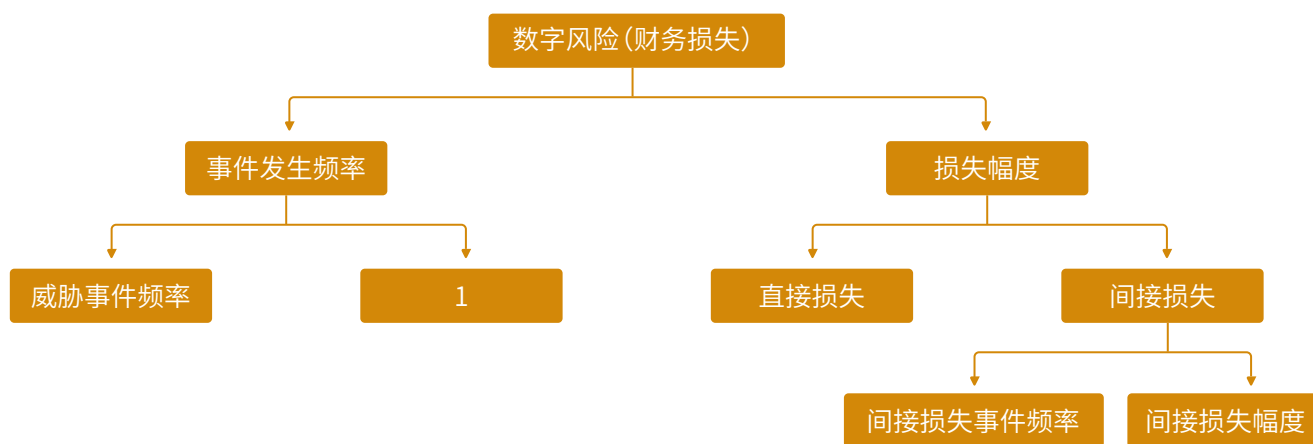 数字风险（财务损失）
事件发生频率
损失幅度
威胁事件频率
1
直接损失
间接损失
间接损失事件频率
间接损失幅度